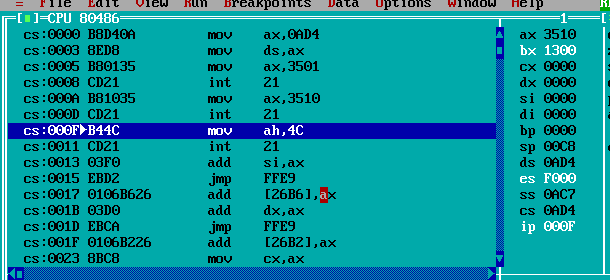 ≡ File Edit View Run Breakpoints Data Options Window Help
[■]=CPU 80486 1
cs:0000 B8D40A mov ax,0AD4 ax 3510
cs:0003 8ED8 mov ds,ax bx 1300
cs:0005 B80135 mov ax,3501 cx 0000
cs:0008 CD21 int 21 dx 0000
cs:000A B81035 mov ax,3510 si 0000
cs:000D CD21 int 21 di 0000
cs:000F►B44C mov ah,4C bp 0000
cs:0011 CD21 int 21 sp 00C8
cs:0013 03F0 add si,ax ds 0AD4
cs:0015 EBD2 jmp FFE9 es F000
cs:0017 0106B626 add [26B6],ax ss 0AC7
cs:001B 03D0 add dx,ax cs 0AD4
cs:001D EBCA jmp FFE9 ip 000F
cs:001F 0106B226 add [26B2],ax
cs:0023 8BC8 mov cx,ax